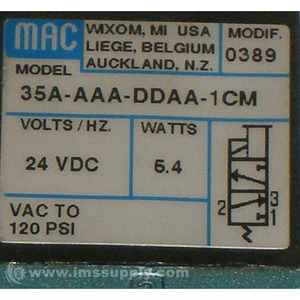 MAC
WIXOM, MI USA
LIEGE, BELGIUM
AUCKLAND, N.Z.
MODIF.
0389
MODEL
35A-AAA-DDAA-1CM
VOLTS/HZ.
WATTS
24 VDC
5.4
2
3
1
VAC TO
120 PSI
© www.imssupply.com